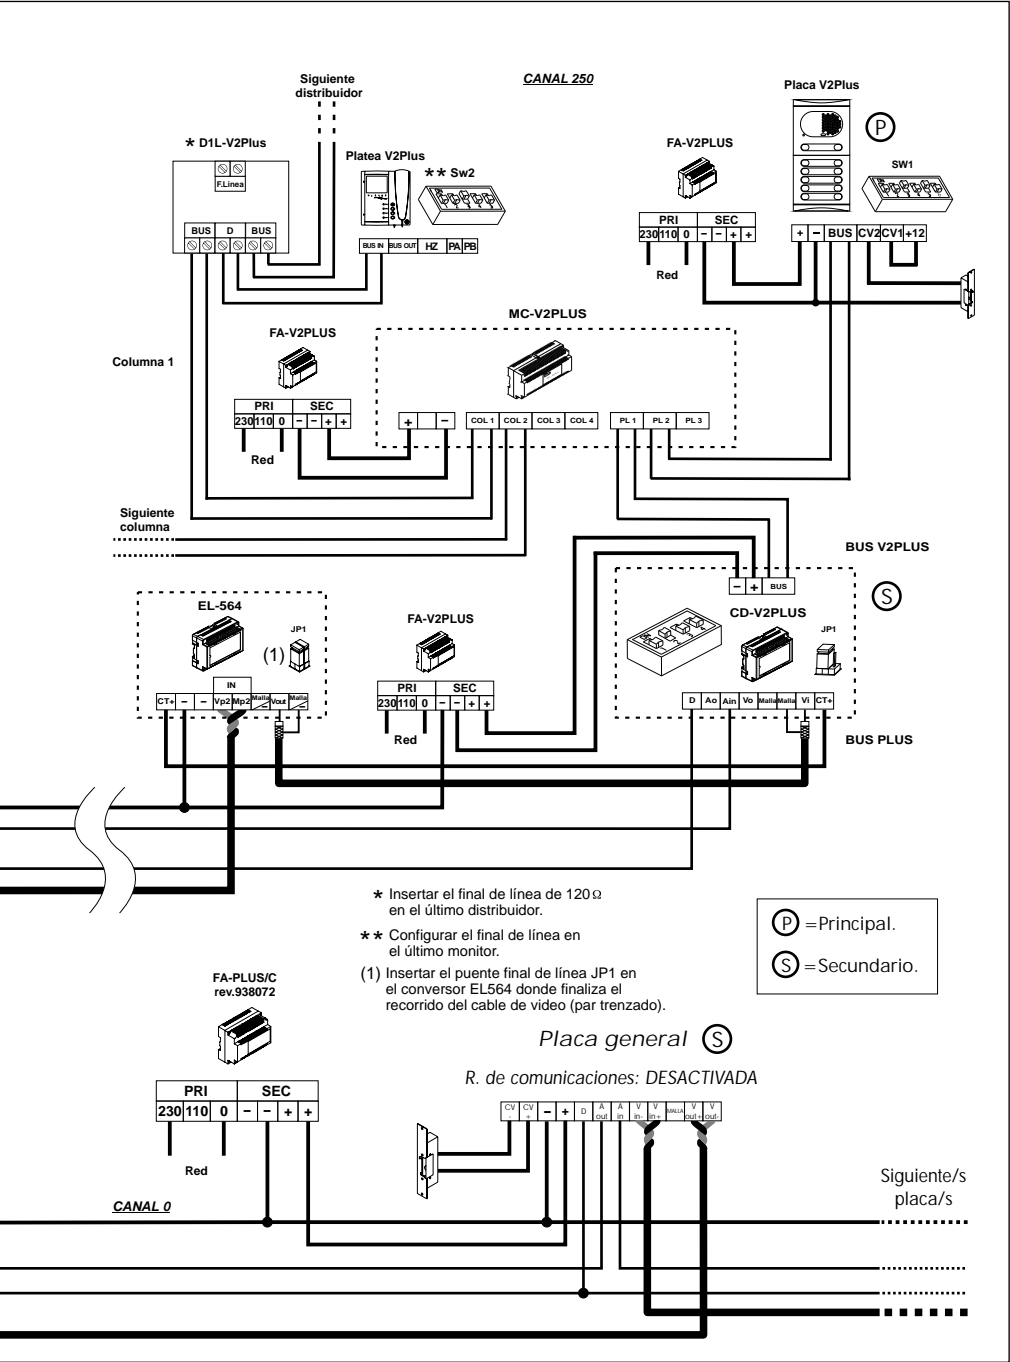 CANAL 250
Siguiente
distribuidor
* D1L-V2Plus
F.Linea
BUS D BUS
Platea V2Plus
** Sw2
BUS IN BUS OUT HZ PA PB
FA-V2PLUS
PRI SEC
230 110 0 − − + +
Red
Placa V2Plus
P
SW1
+ − BUS CV2 CV1 +12
MC-V2PLUS
Columna 1
FA-V2PLUS
PRI SEC
230 110 0 − − + +
Red
+ −
COL 1 COL 2 COL 3 COL 4
PL 1 PL 2 PL 3
Siguiente
columna
BUS V2PLUS
− + BUS
S
EL-564
JP1
(1)
IN
CT+ − − Vp2 Mp2 Malla Vout Malla
FA-V2PLUS
PRI SEC
230 110 0 − − + +
Red
CD-V2PLUS
JP1
D Ao Ain Vo Malla Malla Vi CT+
BUS PLUS
* Insertar el final de línea de 120 Ω
en el último distribuidor.
** Configurar el final de línea en
el último monitor.
(1) Insertar el puente final de línea JP1 en
el conversor EL564 donde finaliza el
recorrido del cable de video (par trenzado).
P =Principal.
S =Secundario.
FA-PLUS/C
rev.938072
PRI SEC
230 110 0 − − + +
Red
Placa general S
R. de comunicaciones: DESACTIVADA
CV - CV + − + D A out A in V in- V in+ MALLA V out+ V out-
Siguiente/s
placa/s
CANAL 0